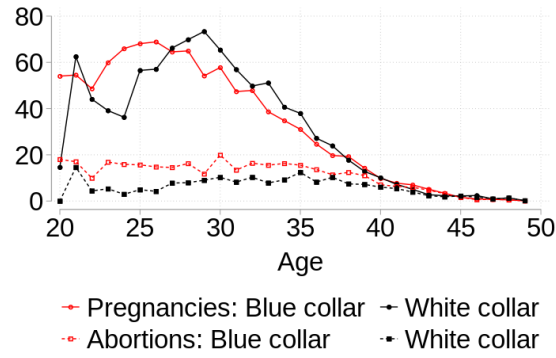 80
60
40
20
0
20 25 30 35 40 45 50
Age
Pregnancies: Blue collar White collar
Abortions: Blue collar White collar